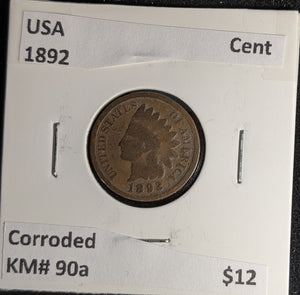 USA
Cent
1892
UNITED STATES OF AMERICA
1892
Corroded
KM# 90a
$12